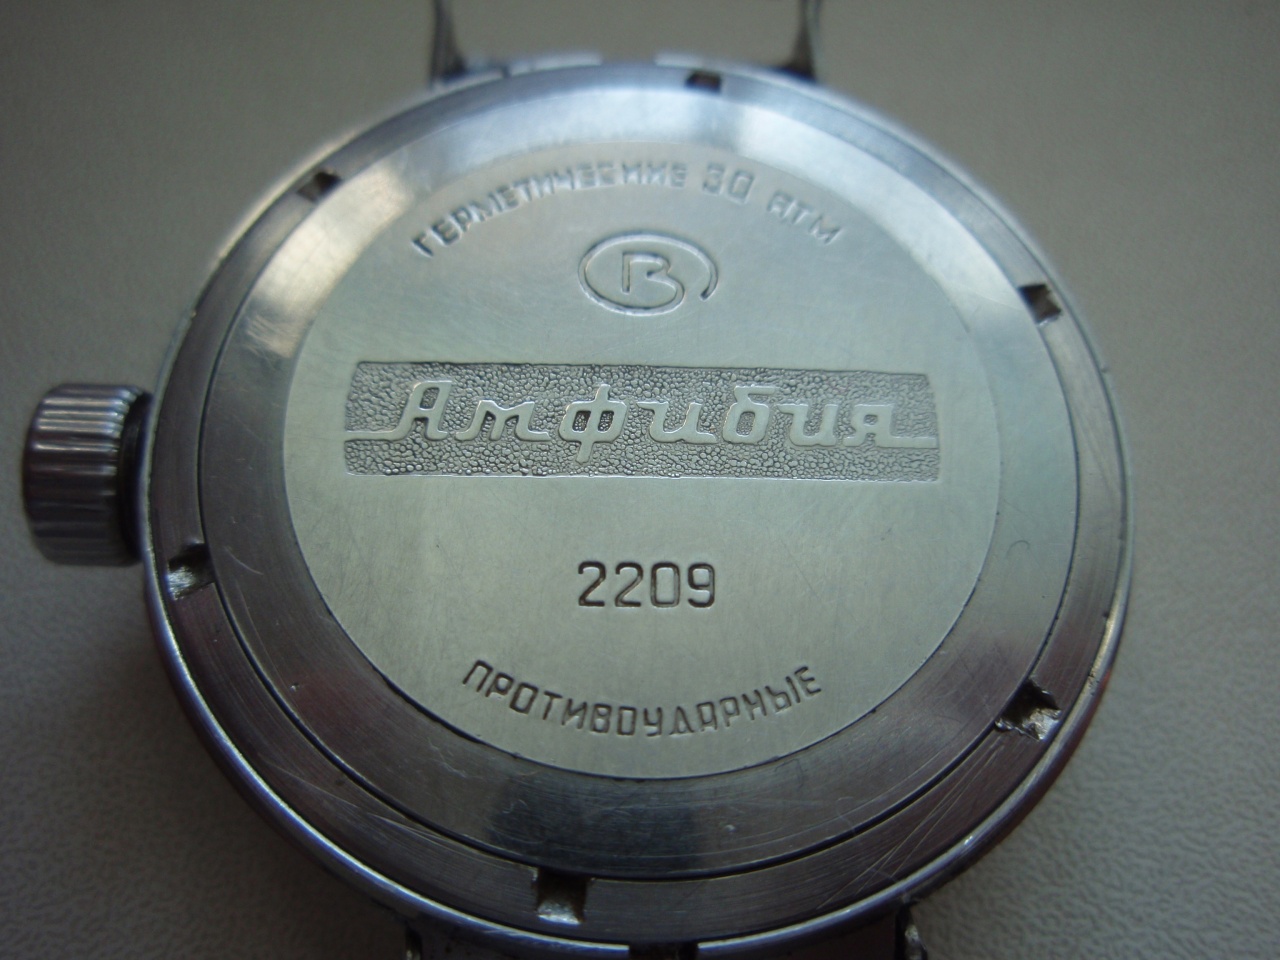 ГЕРМЕТИЧЕСКИЕ 30 АТМ
В
Амфибия
2209
ПРОТИВОУДАРНЫЕ